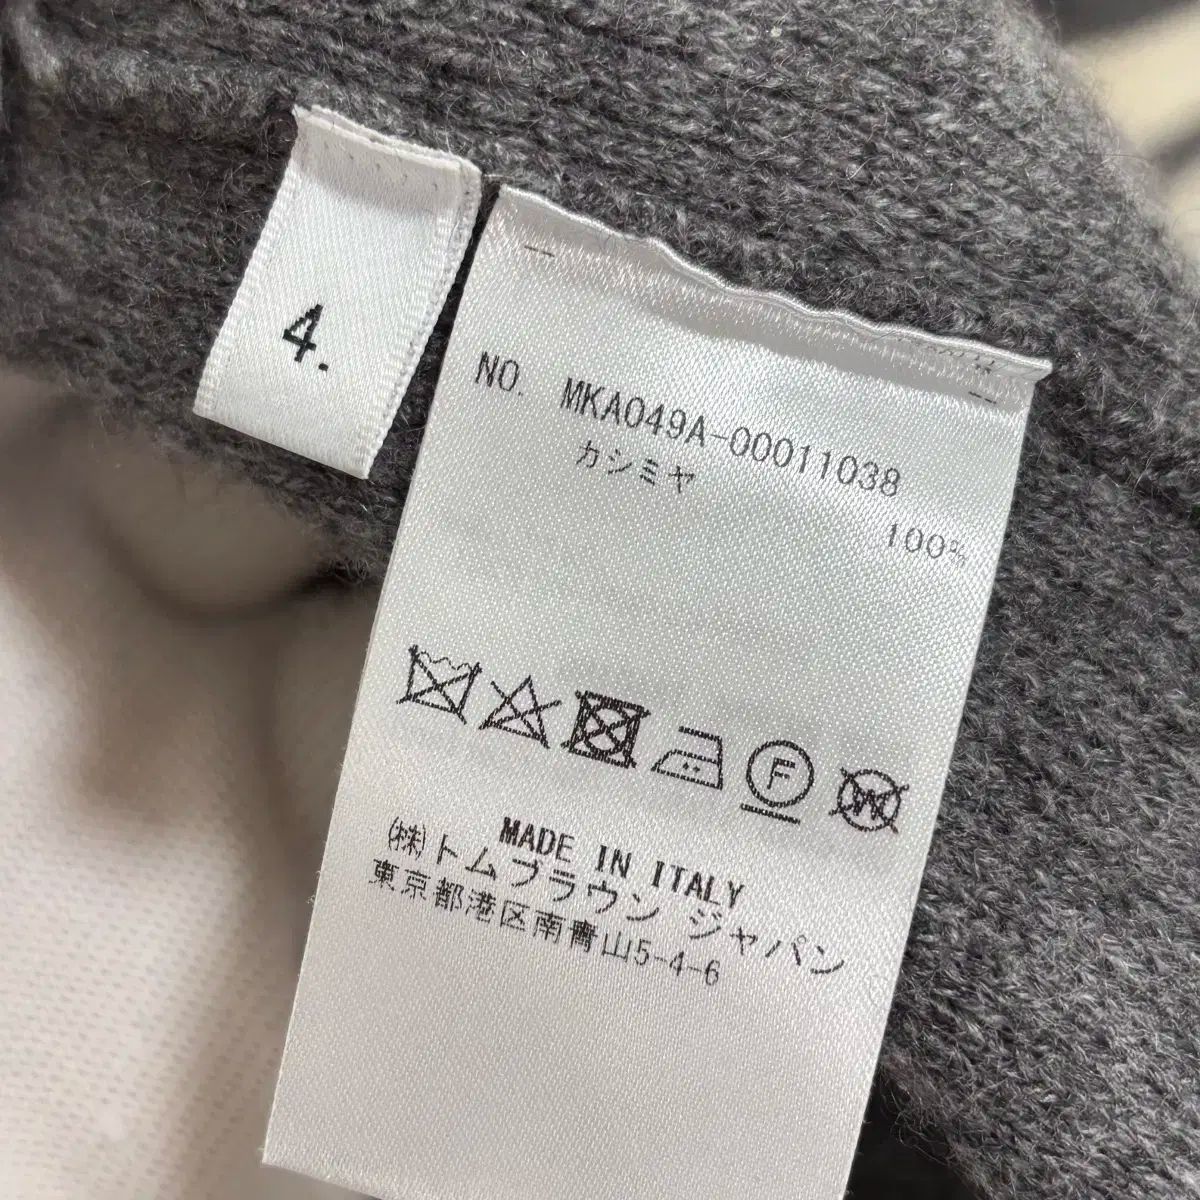 4.
NO. MKA049A-00011038
カシミヤ
100%
F
W
MADE IN ITALY
(株)トムブラウン ジャパン
東京都港区南青山5-4-6